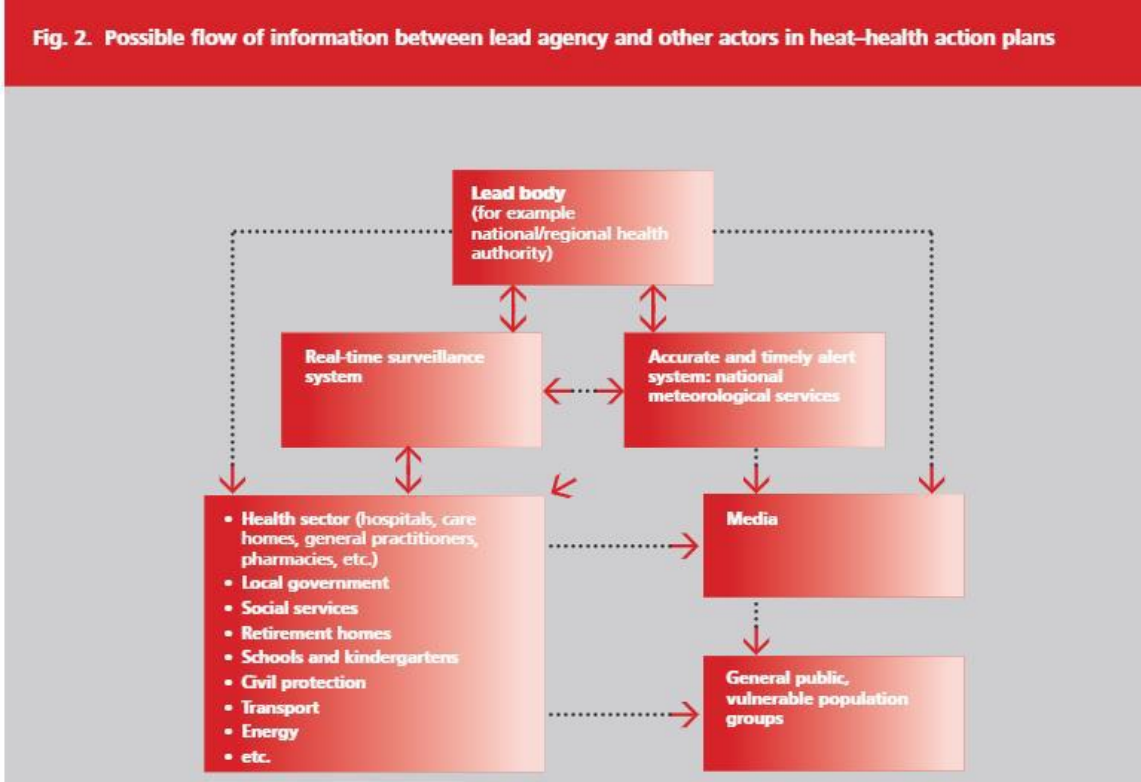 Fig. 2. Possible flow of information between lead agency and other actors in heat–health action plans
Lead body
(for example
national/regional health
authority)
Real-time surveillance
system
Accurate and timely alert
system: national
meteorological services
• Health sector (hospitals, care
homes, general practitioners,
pharmacies, etc.)
• Local government
• Social services
• Retirement homes
• Schools and kindergartens
• Civil protection
• Transport
• Energy
• etc.
Media
General public,
vulnerable population
groups